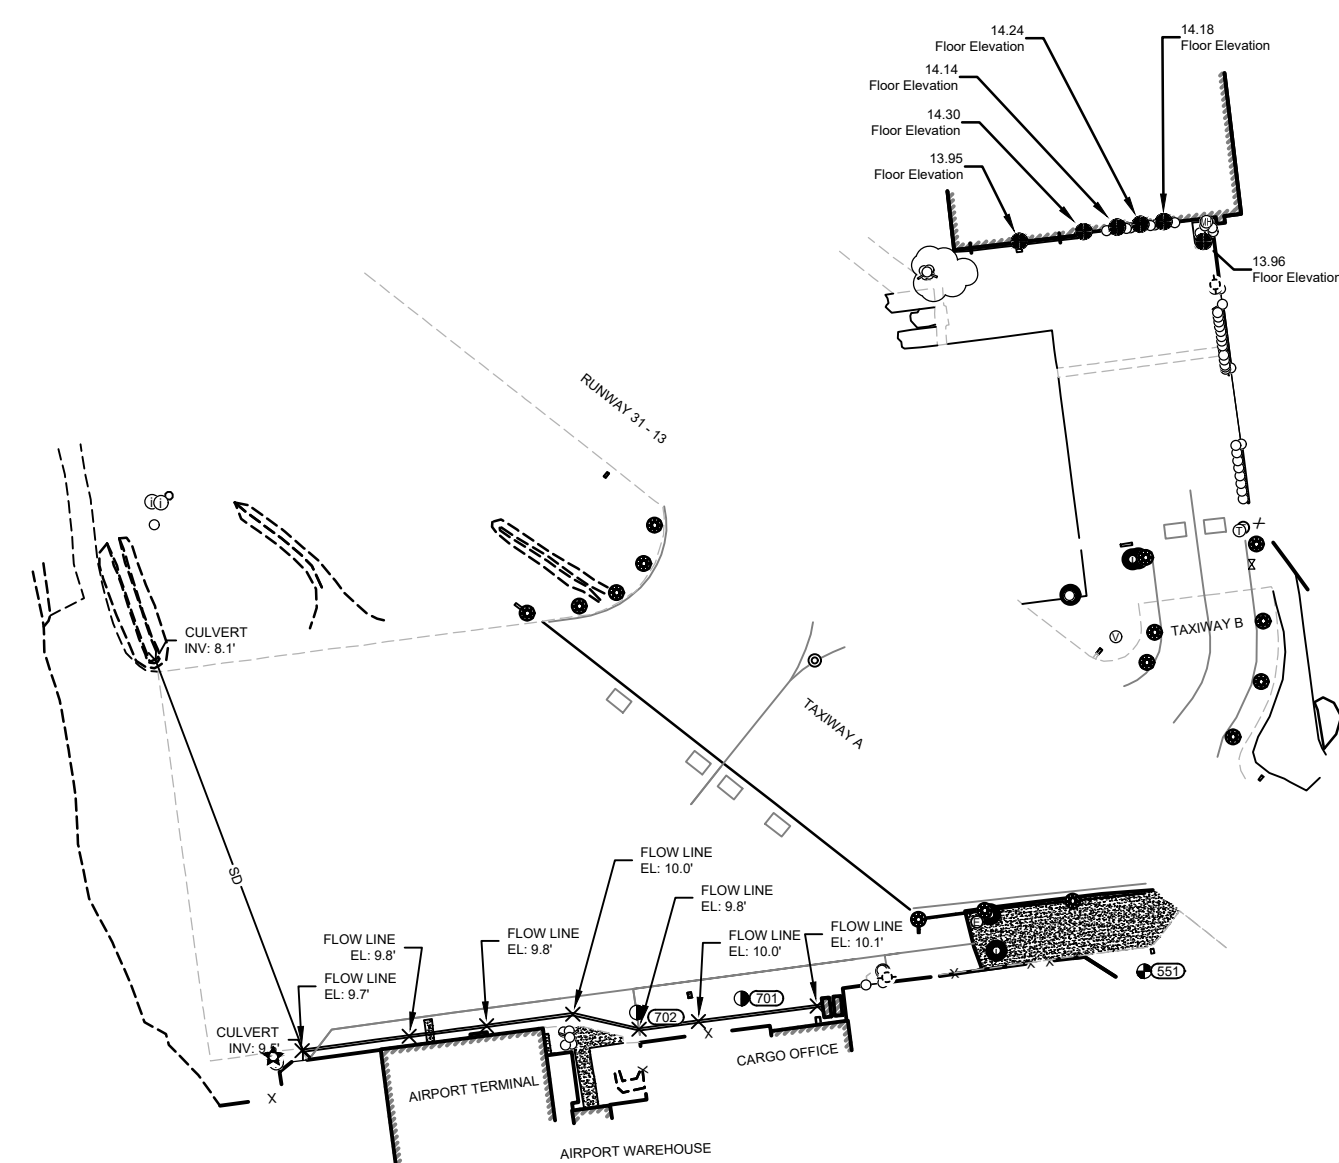 14.24
Floor Elevation
14.18
Floor Elevation
14.14
Floor Elevation
14.30
Floor Elevation
13.95
Floor Elevation
13.96
Floor Elevation
RUNWAY 31 - 13
i
i
MH
T
V
CULVERT
INV: 8.1'
TAXIWAY B
TAXIWAY A
SD
FLOW LINE
EL: 10.0'
FLOW LINE
EL: 9.8'
FLOW LINE
EL: 9.8'
FLOW LINE
EL: 9.8'
FLOW LINE
EL: 10.0'
FLOW LINE
EL: 10.1'
FLOW LINE
EL: 9.7'
CULVERT
INV:
E
551
701
702
CARGO OFFICE
AIRPORT TERMINAL
AIRPORT WAREHOUSE